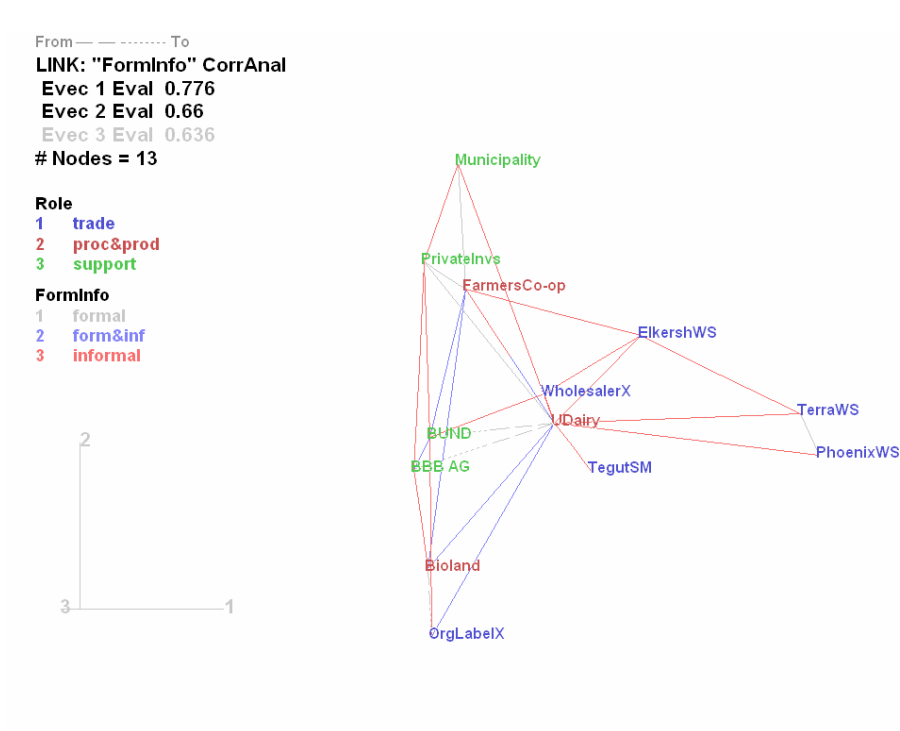 From — — -------- To
LINK: "FormInfo" CorrAnal
Evec 1 Eval 0.776
Evec 2 Eval 0.66
Evec 3 Eval 0.636
# Nodes = 13
Role
1 trade
2 proc&prod
3 support
FormInfo
1 formal
2 form&inf
3 informal
Municipality
PrivateInvs
FarmersCo-op
ElkershWS
WholesalerX
TerraWS
UDairy
BUND
2
PhoenixWS
BBB AG
TegutSM
Bioland
3
1
OrgLabelX